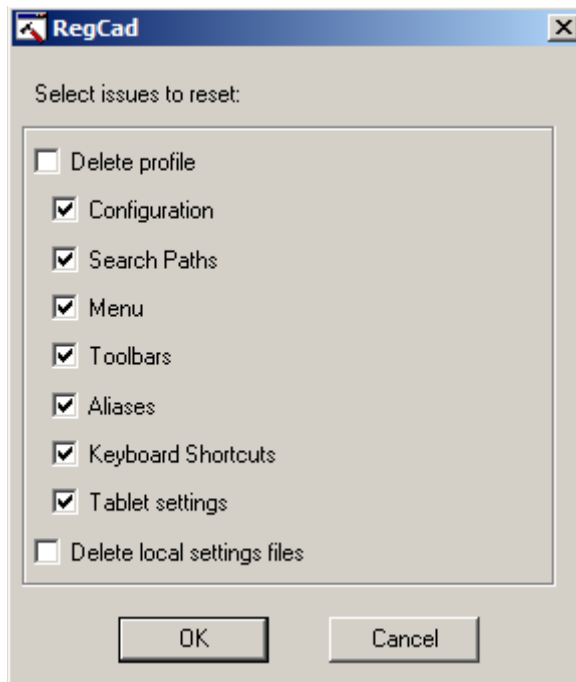 RegCad
Select issues to reset:
Delete profile
Configuration
Search Paths
Menu
Toolbars
Aliases
Keyboard Shortcuts
Tablet settings
Delete local settings files
OK
Cancel